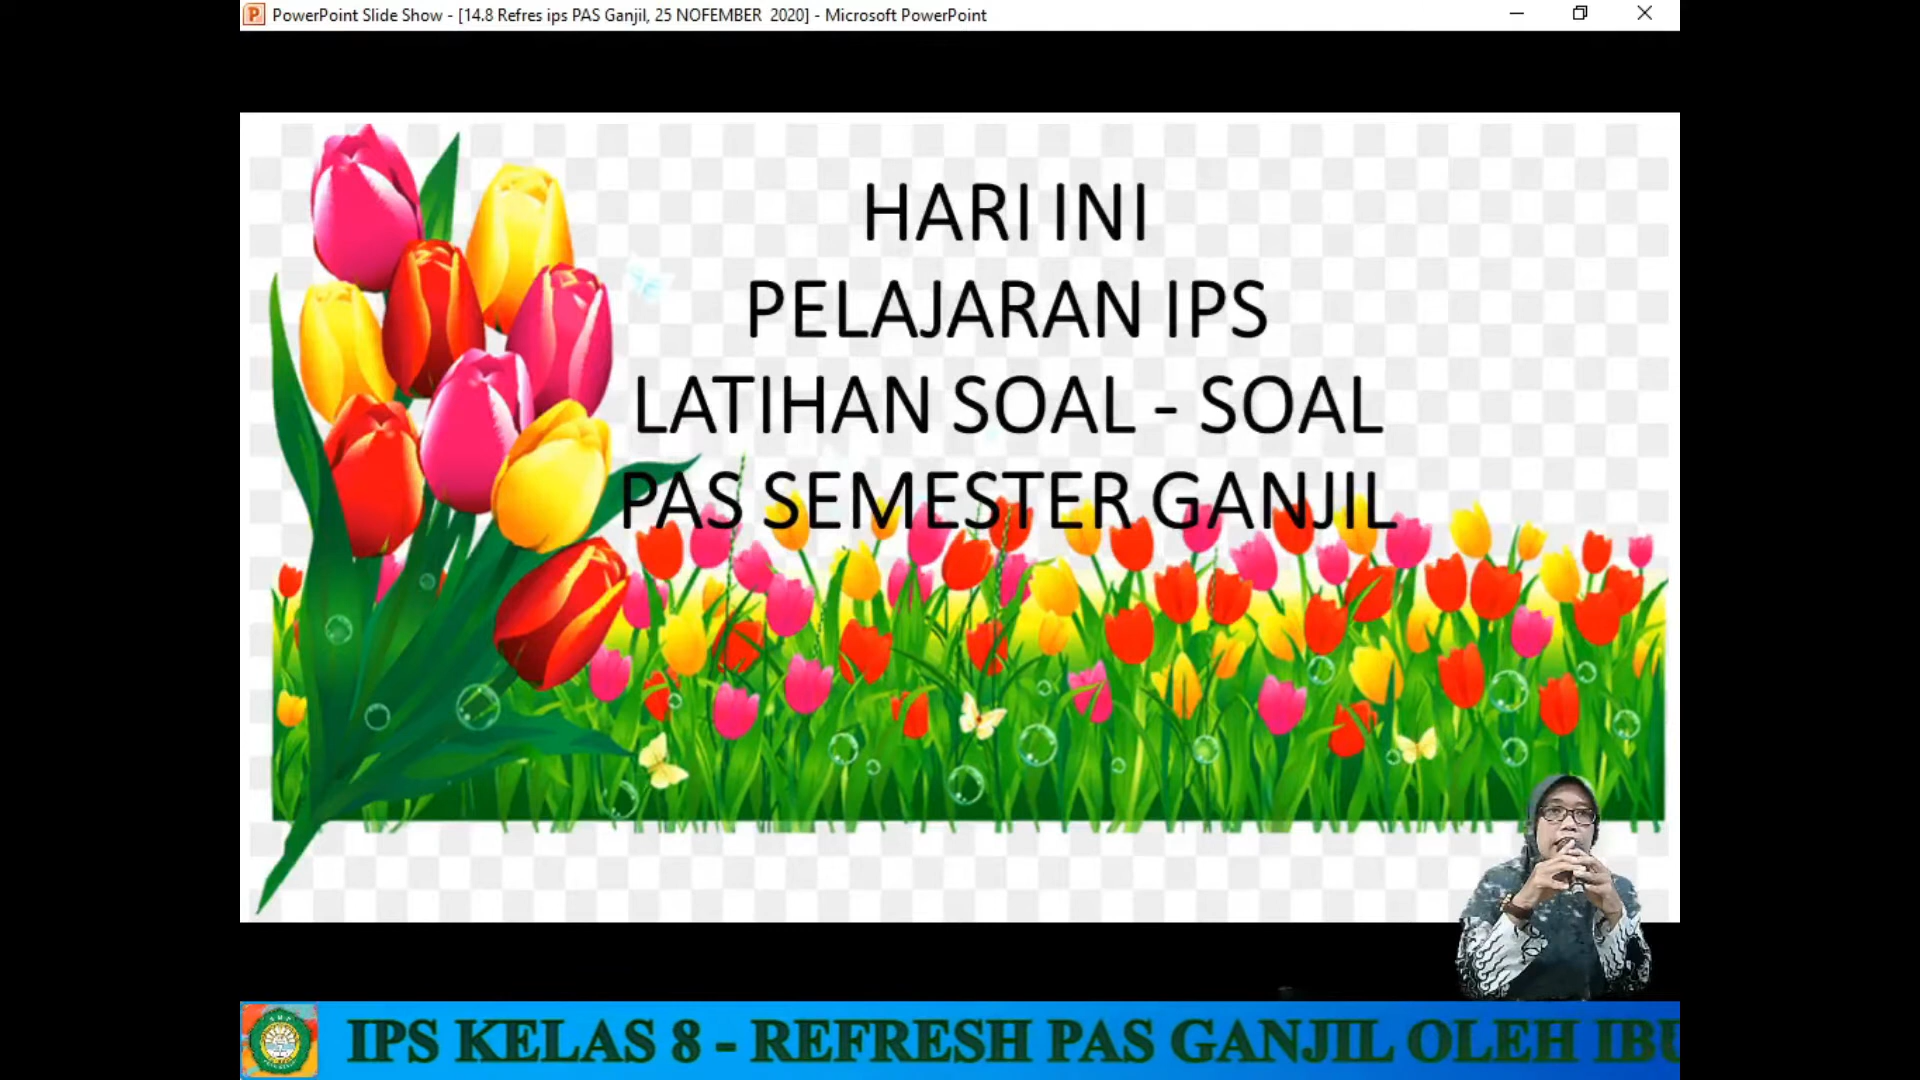 PowerPoint Slide Show - [14.8 Refres ips PAS Ganjil, 25 NOFEMBER  2020] - Microsoft PowerPoint
HARI INI
PELAJARAN IPS
LATIHAN SOAL - SOAL
PAS SEMESTER GANJIL
IPS KELAS 8 - REFRESH PAS GANJIL OLEH IBU